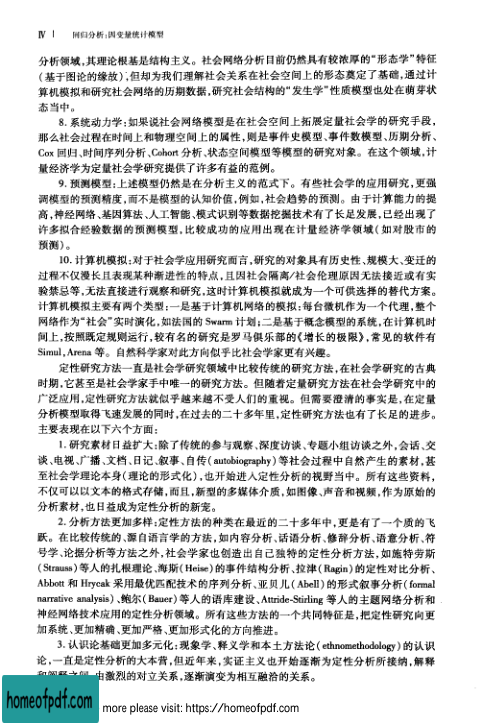 Ⅳ | 回归分析:因变量统计模型
分析领域,其理论根基是结构主义。社会网络分析目前仍然具有较浓厚的“形态学”特征
(基于图论的缘故),但却为我们理解社会关系在社会空间上的形态奠定了基础,通过计
算机模拟和研究社会网络的历期数据,研究社会结构的“发生学”性质模型也处在萌芽状
态当中。
8. 系统动力学:如果说社会网络模型是在社会空间上拓展定量社会学的研究手段,
那么社会过程在时间上和物理空间上的属性,则是事件史模型、事件数模型、历期分析、
Cox 回归、时间序列分析、Cohort 分析、状态空间模型等模型的研究对象。在这个领域,计
量经济学为定量社会学研究提供了许多有益的范例。
9. 预测模型:上述模型仍然是在分析主义的范式下。有些社会学的应用研究,更强
调模型的预测精度,而不是模型的认知价值,例如,社会趋势的预测。由于计算能力的提
高,神经网络、基因算法、人工智能、模式识别等数据挖掘技术有了长足发展,已经出现了
许多拟合经验数据的预测模型,比较成功的应用出现在计量经济学领域(如对股市的
预测)。
10. 计算机模拟:对于社会学应用研究而言,研究的对象具有历史性、规模大、变迁的
过程不仅漫长且表现某种渐进性的特点,且因社会隔离/社会伦理原因无法接近或有实
验禁忌等,无法直接进行观察和研究,这时计算机模拟就成为一个可供选择的替代方案。
计算机模拟主要有两个类型:一是基于计算机网络的模拟:每台微机作为一个代理,整个
网络作为“社会”实时演化,如法国的 Swarm 计划;二是基于概念模型的系统,在计算机时
间上,按照既定规则运行,较有名的研究是罗马俱乐部的《增长的极限》,常见的软件有
Simul,Arena 等。自然科学家对此方向似乎比社会学家更有兴趣。
定性研究方法一直是社会学研究领域中比较传统的研究方法,在社会学研究的古典
时期,它甚至是社会学家手中唯一的研究方法。但随着定量研究方法在社会学研究中的
广泛应用,定性研究方法就似乎越来越不受人们的重视。但需要澄清的事实是,在定量
分析模型取得飞速发展的同时,在过去的二十多年里,定性研究方法也有了长足的进步。
主要表现在以下六个方面:
1. 研究素材日益扩大:除了传统的参与观察、深度访谈、专题小组访谈之外,会话、交
谈、电视、广播、文档、日记、叙事、自传(autobiography)等社会过程中自然产生的素材,甚
至社会学理论本身(理论的形式化),也开始进入定性分析的视野当中。所有这些资料,
不仅可以以文本的格式存储,而且,新型的多媒体介质,如图像、声音和视频,作为原始的
分析素材,也日益成为定性分析的新宠。
2. 分析方法更加多样:定性方法的种类在最近的二十多年中,更是有了一个质的飞
跃。在比较传统的、源自语言学的方法,如内容分析、话语分析、修辞分析、语意分析、符
号学、论据分析等方法之外,社会学家也创造出自己独特的定性分析方法,如施特劳斯
(Strauss)等人的扎根理论、海斯(Heise)的事件结构分析、拉津(Ragin)的定性对比分析、
Abbott 和 Hrycak 采用最优匹配技术的序列分析、亚贝儿(Abell)的形式叙事分析(formal
narrative analysis)、鲍尔(Bauer)等人的语库建设、Attride-Stirling 等人的主题网络分析和
神经网络技术应用的定性分析领域。所有这些方法的一个共同特征是,把定性研究向更
加系统、更加精确、更加严格、更加形式化的方向推进。
3. 认识论基础更加多元化:现象学、释义学和本土方法论(ethnomethodology)的认识
论,一直是定性分析的大本营,但近年来,实证主义也开始逐渐为定性分析所接纳,解释
由激烈的对立关系,逐渐演变为相互融洽的关系。
homeofpdf.com
more please visit: https://homeofpdf.com